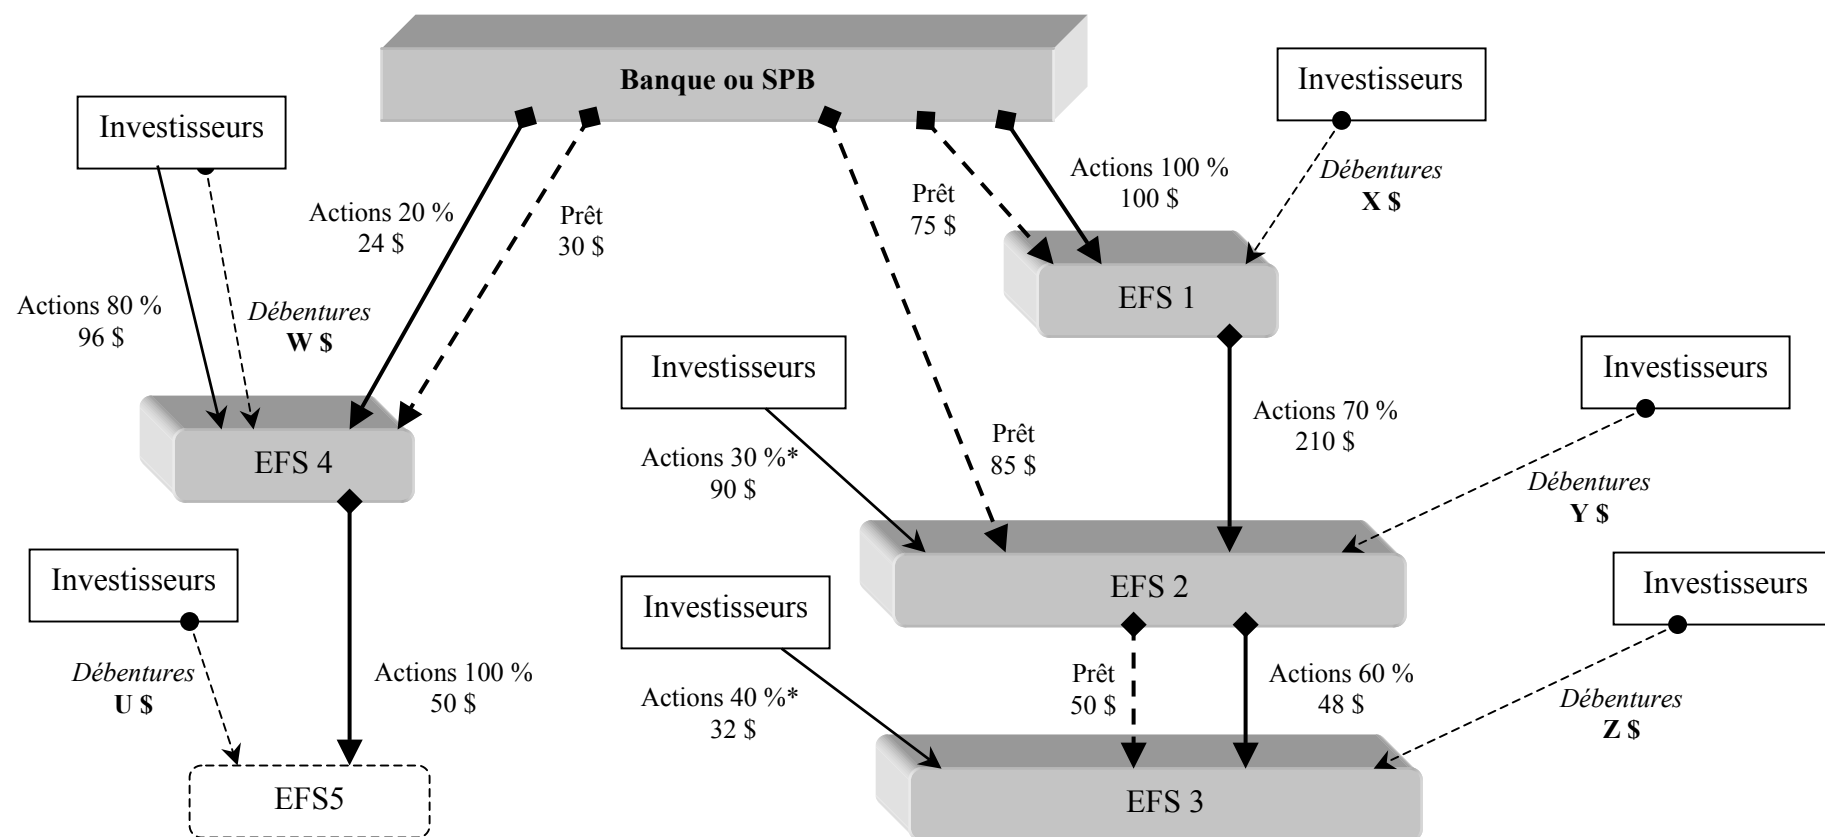 Banque ou SPB
Investisseurs
Investisseurs
Actions 100 %
100 $
Débentures
X $
Prêt
75 $
Actions 20 %
24 $
Prêt
30 $
Actions 80 %
96 $
Débentures
W $
EFS 1
Investisseurs
Investisseurs
Actions 70 %
210 $
Prêt
85 $
Actions 30 %*
90 $
EFS 4
Débentures
Y $
Investisseurs
Investisseurs
Investisseurs
EFS 2
Débentures
U $
Actions 100 %
50 $
Actions 40 %*
32 $
Prêt
50 $
Actions 60 %
48 $
Débentures
Z $
EFS5
EFS 3